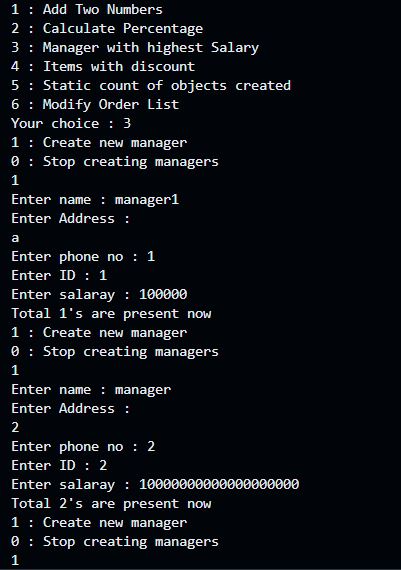 1 : Add Two Numbers
2 : Calculate Percentage
3 : Manager with highest Salary
4 : Items with discount
5 : Static count of objects created
6 : Modify Order List
Your choice : 3
1 : Create new manager
0 : Stop creating managers
1
Enter name : manager1
Enter Address :
a
Enter phone no : 1
Enter ID : 1
Enter salaray : 100000
Total 1's are present now
1 : Create new manager
0 : Stop creating managers
1
Enter name : manager
Enter Address :
2
Enter phone no : 2
Enter ID : 2
Enter salaray : 10000000000000000000
Total 2's are present now
1 : Create new manager
0 : Stop creating managers
1